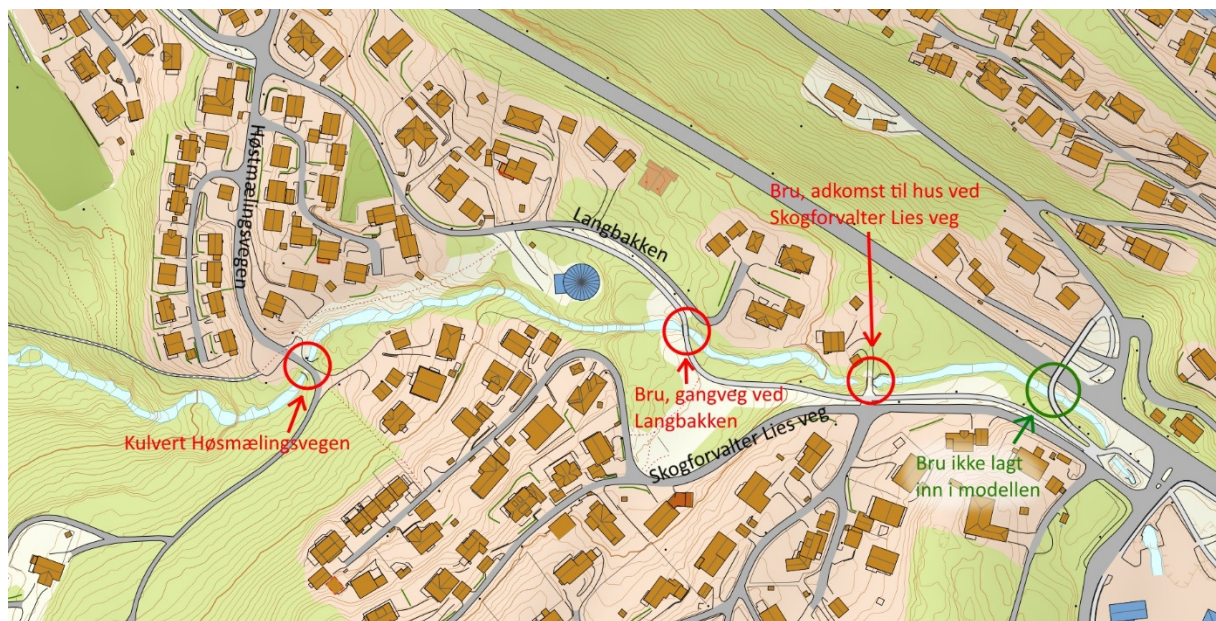 Høstmælingsvegen
Langbakken
Bru, adkomst til hus ved
Skogforvalter Lies veg
Kulvert Høsmælingsvegen
Bru, gangveg ved
Langbakken
Skogforvalter Lies veg
Bru ikke lagt
inn i modellen